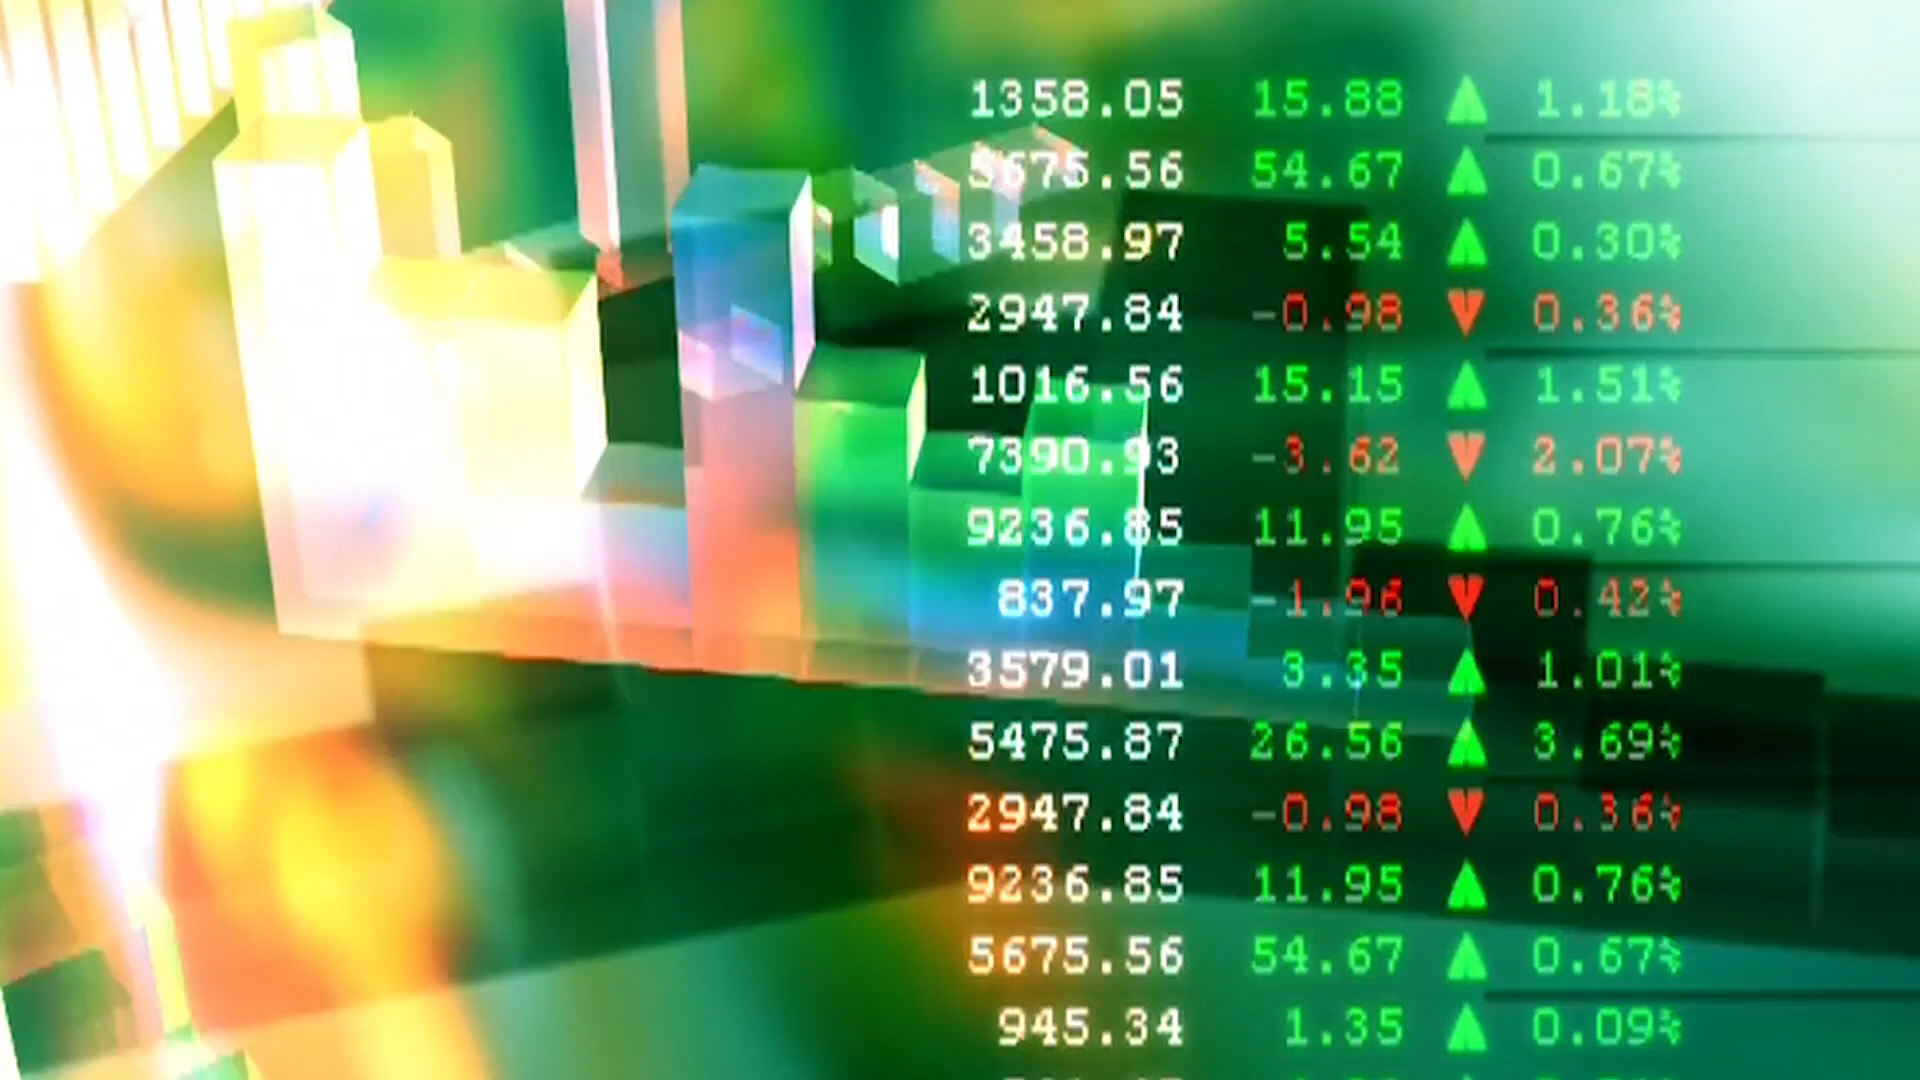 1358.05 15.88 ▲ 1.18%
5675.56 54.67 ▲ 0.67%
3458.97 5.54 ▲ 0.30%
2947.84 -0.98 ▼ 0.36%
1016.56 15.15 ▲ 1.51%
7390.93 -3.62 ▼ 2.07%
9236.85 11.95 ▲ 0.76%
837.97 -1.96 ▼ 0.42%
3579.01 3.35 ▲ 1.01%
5475.87 26.56 ▲ 3.69%
2947.84 -0.98 ▼ 0.36%
9236.85 11.95 ▲ 0.76%
5675.56 54.67 ▲ 0.67%
945.34 1.35 ▲ 0.09%